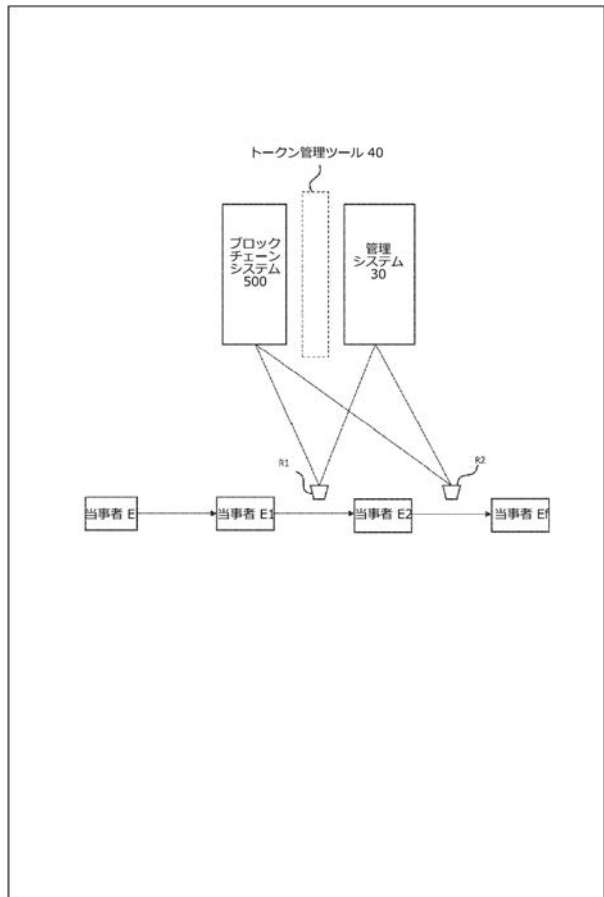 トークン管理ツール 40
ブロック
チェーン
システム
500
管理
システム
30
R1
R2
当事者 E
当事者 E1
当事者 E2
当事者 Ef